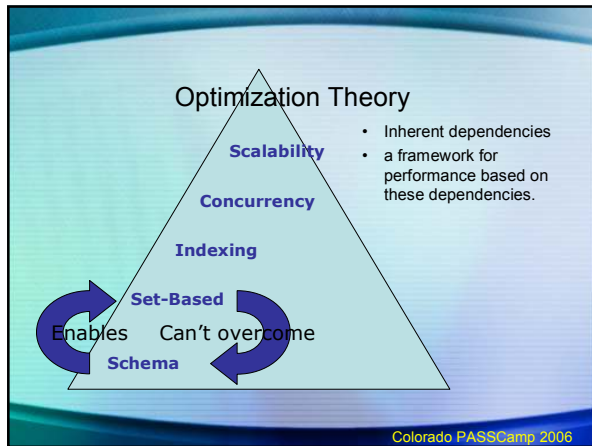 Optimization Theory
• Inherent dependencies
• a framework for
performance based on
these dependencies.
Scalability
Concurrency
Indexing
Set-Based
Enables Can't overcome
Schema
Colorado PASSCamp 2006